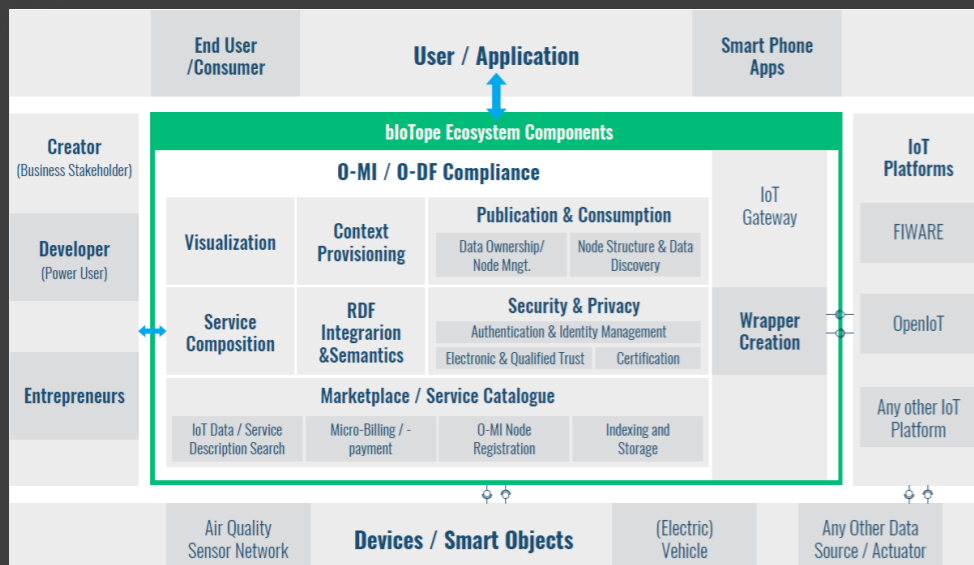 End User
/Consumer
User / Application
Smart Phone
Apps
Creator
(Business Stakeholder)
Developer
(Power User)
Entrepreneurs
bIoTope Ecosystem Components
O-MI / O-DF Compliance
Visualization
Context
Provisioning
Publication & Consumption
Data Ownership/
Node Mngt.
Node Structure & Data
Discovery
Service
Composition
RDF
Integrarion
&Semantics
Security & Privacy
Authentication & Identity Management
Electronic & Qualified Trust
Certification
Marketplace / Service Catalogue
IoT Data / Service
Description Search
Micro-Billing / -
payment
O-MI Node
Registration
Indexing and
Storage
IoT
Gateway
Wrapper
Creation
IoT
Platforms
FIWARE
OpenIoT
Any other IoT
Platform
Air Quality
Sensor Network
Devices / Smart Objects
(Electric)
Vehicle
Any Other Data
Source / Actuator